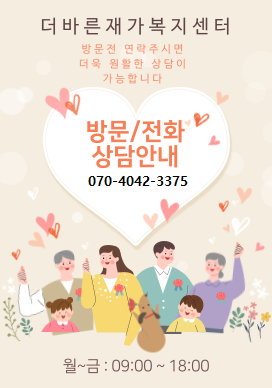 더바른재가복지센터
방문전 연락주시면
더욱 원활한 상담이
가능합니다
방문/전화
상담안내
070-4042-3375
월~금 : 09:00 ~ 18:00